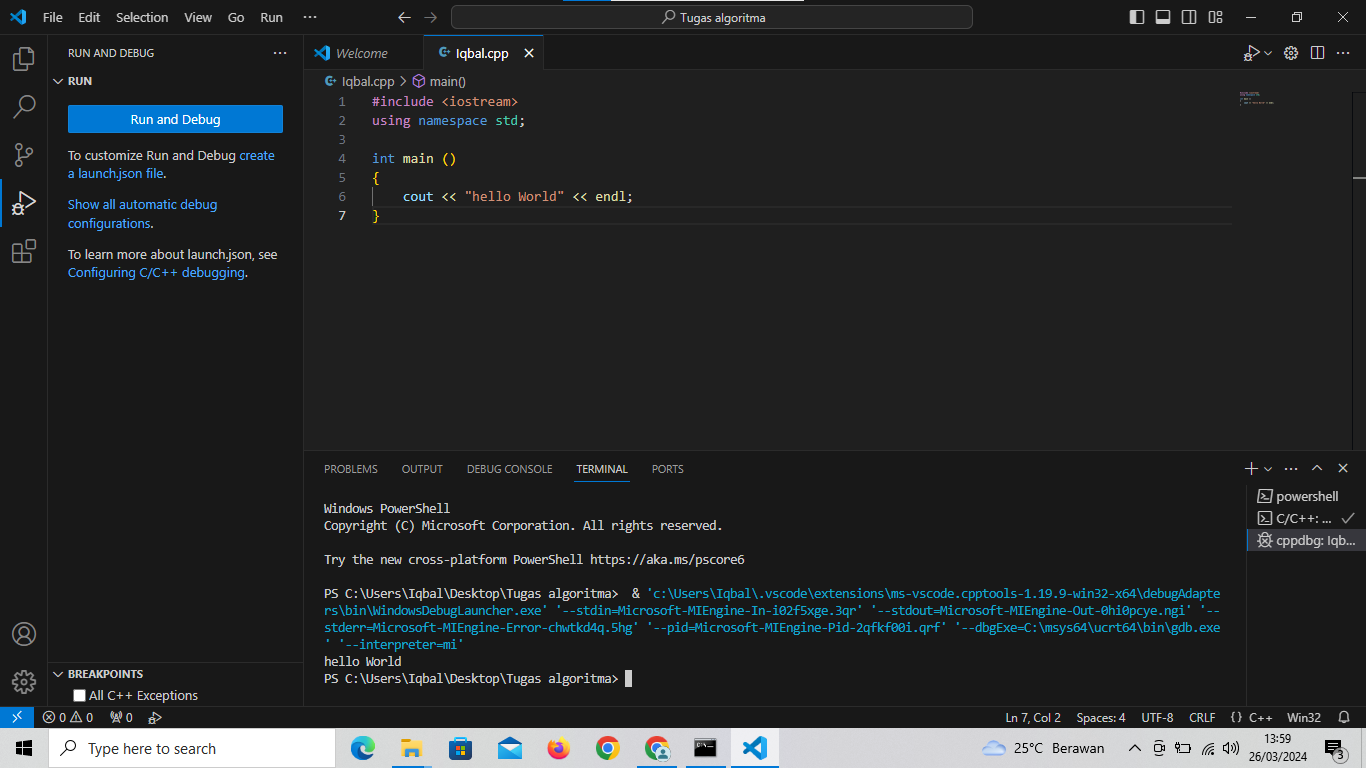 File Edit Selection View Go Run ···
Tugas algoritma
RUN AND DEBUG ···
RUN
Run and Debug
To customize Run and Debug create
a launch.json file.
Show all automatic debug
configurations.
To learn more about launch.json, see
Configuring C/C++ debugging.
Welcome
Iqbal.cpp
Iqbal.cpp > main()
1 #include <iostream>
2 using namespace std;
3
4 int main ()
5 {
6 cout << "hello World" << endl;
7 }
PROBLEMS OUTPUT DEBUG CONSOLE TERMINAL PORTS
Windows PowerShell
Copyright (C) Microsoft Corporation. All rights reserved.
Try the new cross-platform PowerShell https://aka.ms/pscore6
PS C:\Users\Iqbal\Desktop\Tugas algoritma>  & 'c:\Users\Iqbal\.vscode\extensions\ms-vscode.cpptools-1.19.9-win32-x64\debugAdapte
rs\bin\WindowsDebugLauncher.exe' '--stdin=Microsoft-MIEngine-In-i02f5xge.3qr' '--stdout=Microsoft-MIEngine-Out-0hi0pcye.ngi' '--
stderr=Microsoft-MIEngine-Error-chwtkd4q.5hg' '--pid=Microsoft-MIEngine-Pid-2qfkf00i.qrf' '--dbgExe=C:\msys64\ucrt64\bin\gdb.exe
' '--interpreter=mi'
hello World
PS C:\Users\Iqbal\Desktop\Tugas algoritma>
powershell
C/C++: ...
cppdbg: Iqb...
BREAKPOINTS
All C++ Exceptions
0 0 0
Ln 7, Col 2 Spaces: 4 UTF-8 CRLF {} C++ Win32
Type here to search
25°C Berawan
13:59
26/03/2024
3